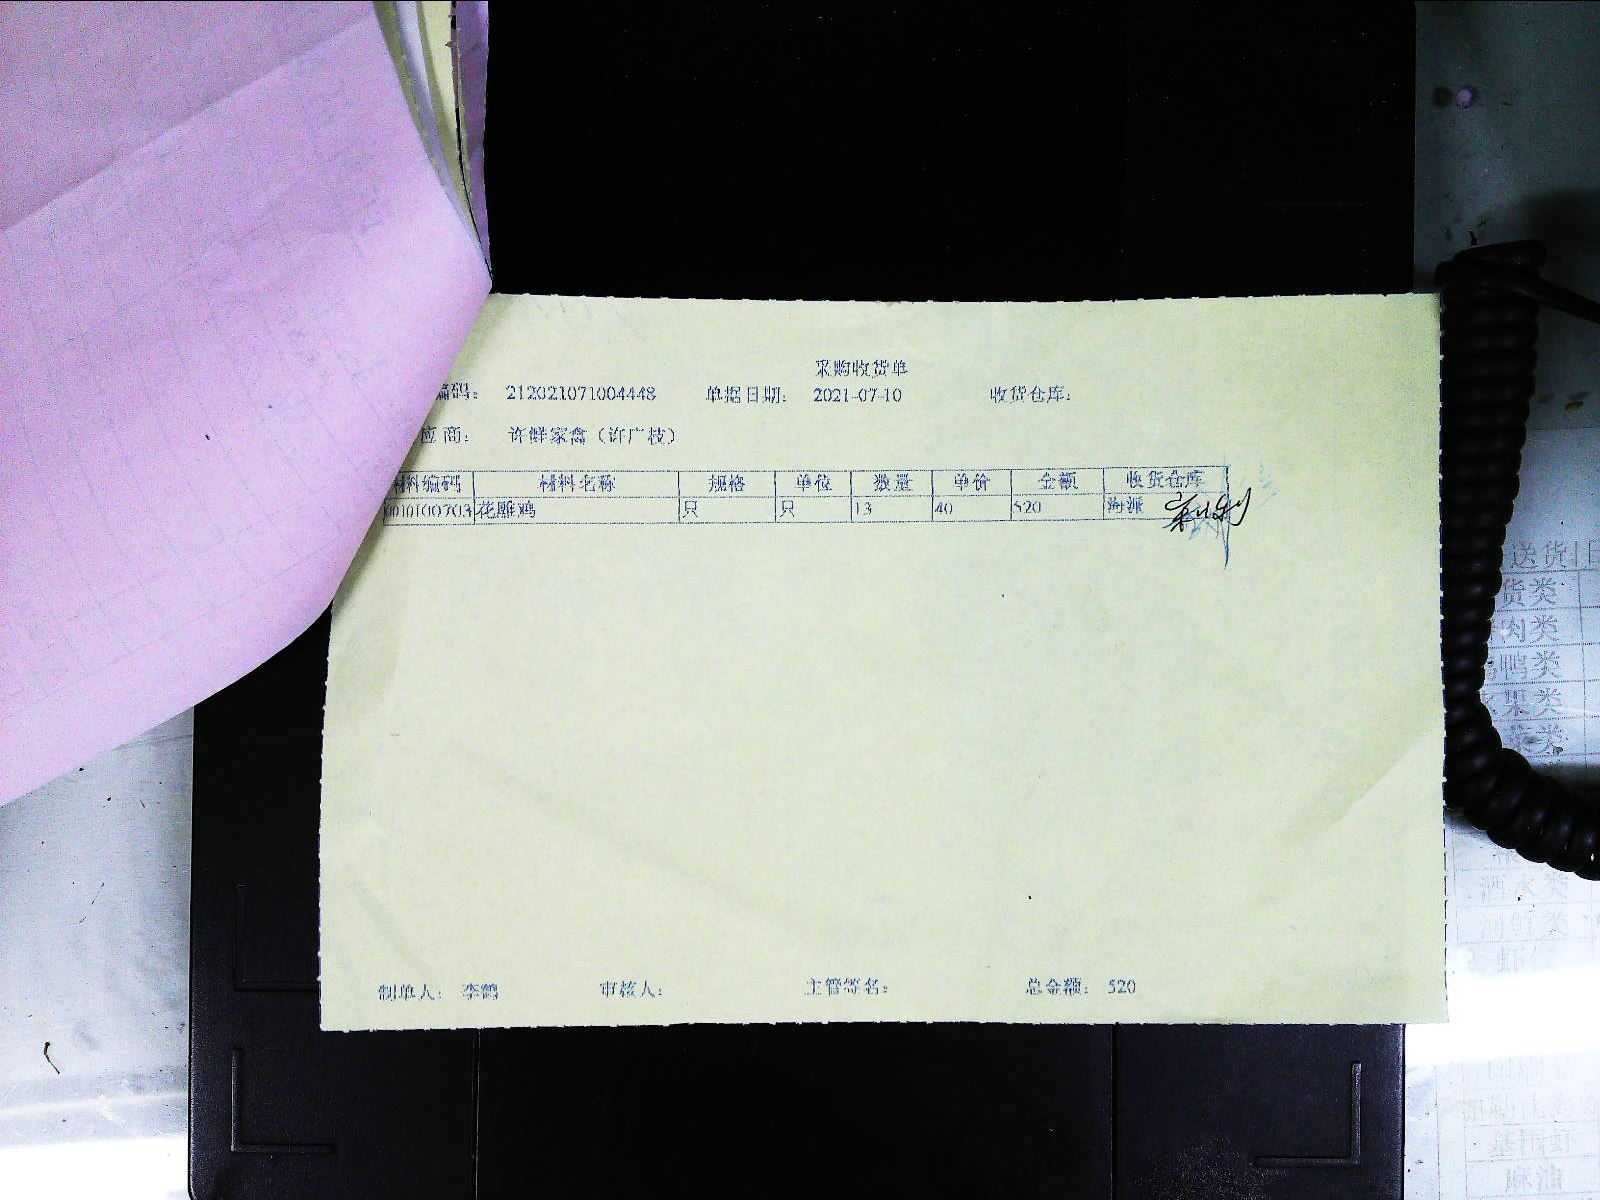 采购收货单
编码： 212021071004448 单据日期： 2021-07-10 收货仓库：
应商： 许鲜家禽（许广枝）
材料编码 材料名称 规格 单位 数量 单价 金额 收货仓库
0010100703 花雕鸡 只 只 13 40 520 海派
制单人： 李鹤 审核人： 主管签名： 总金额： 520
送货
货类
肉类
鸭类
果类
酒水类
麻油